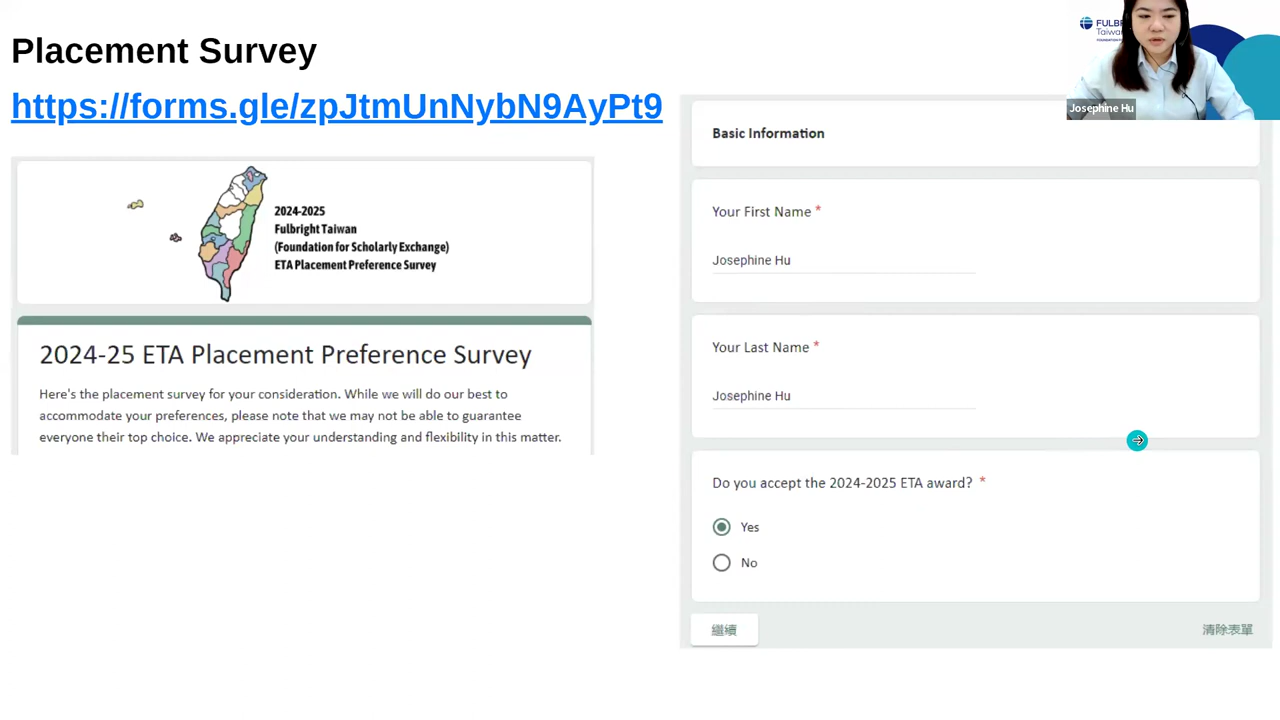 Placement Survey
https://forms.gle/zpJtmUnNybN9AyPt9
2024-2025
Fulbright Taiwan
(Foundation for Scholarly Exchange)
ETA Placement Preference Survey
2024-25 ETA Placement Preference Survey
Here's the placement survey for your consideration. While we will do our best to
accommodate your preferences, please note that we may not be able to guarantee
everyone their top choice. We appreciate your understanding and flexibility in this matter.
FULBR
Taiwan
Josephine Hu
Basic Information
Your First Name *
Josephine Hu
Your Last Name *
Josephine Hu
Do you accept the 2024-2025 ETA award? *
Yes
No
繼續
清除表單